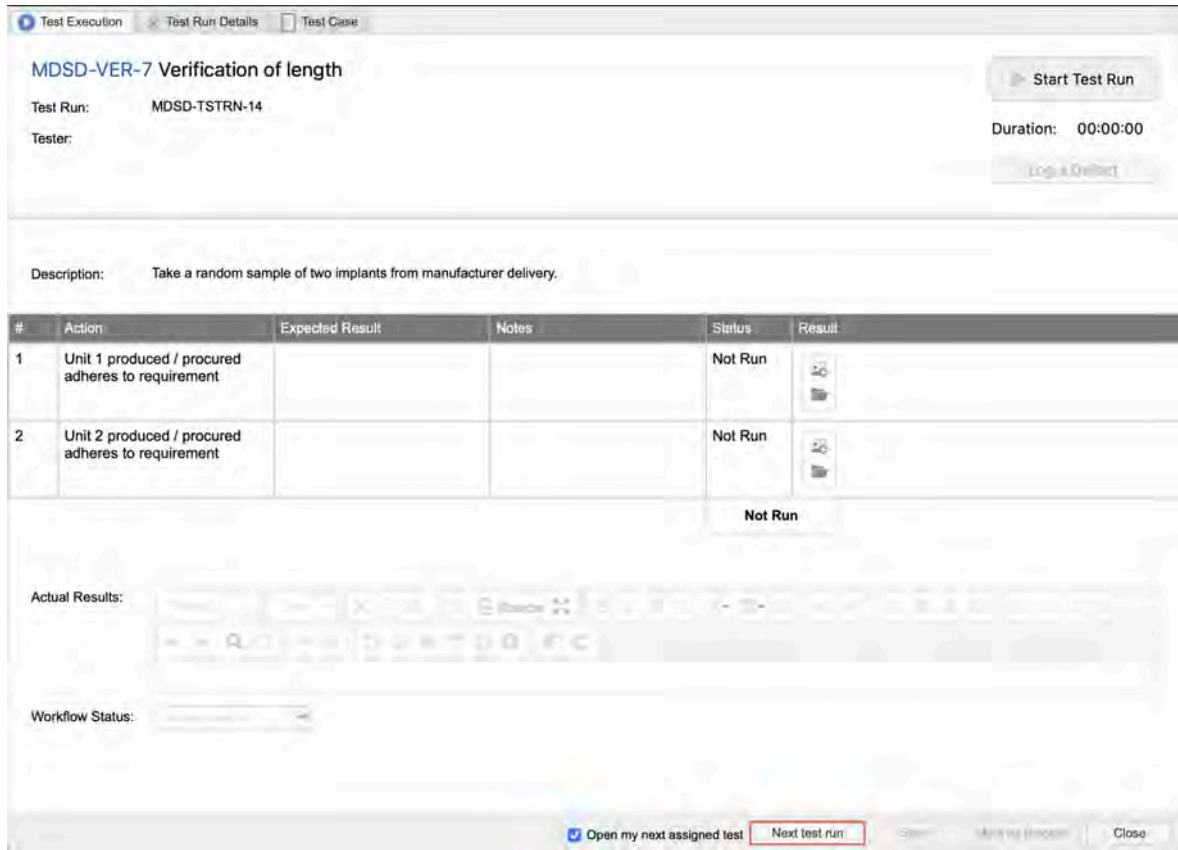 Test Execution Test Run Details Test Case
MDSD-VER-7 Verification of length
Start Test Run
Test Run: MDSD-TSTRN-14
Duration: 00:00:00
Tester:
Log a Defect
Description: Take a random sample of two implants from manufacturer delivery.
# Action Expected Result Notes Status Result
1 Unit 1 produced / procured Not Run
adheres to requirement
2 Unit 2 produced / procured Not Run
adheres to requirement
Not Run
Actual Results:
Source
Workflow Status:
Open my next assigned test Next test run Save Close